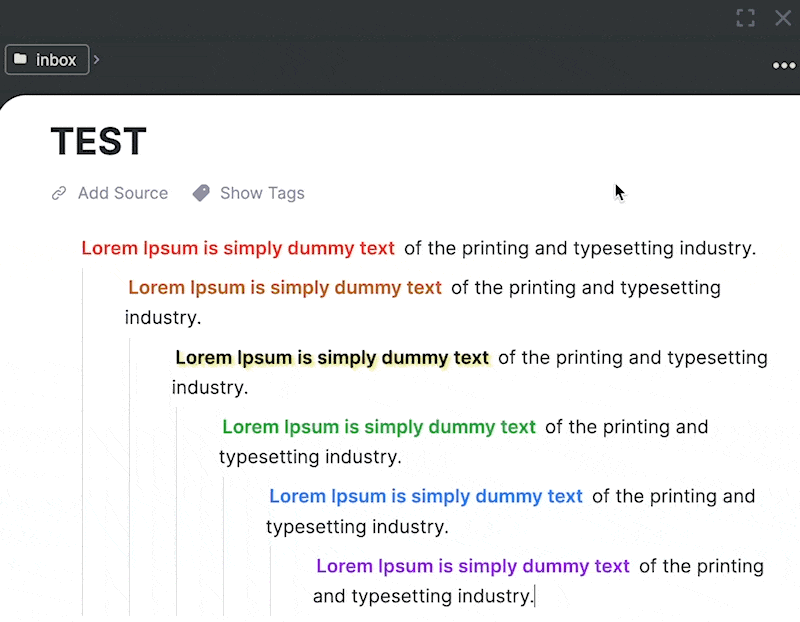 inbox
TEST
Add Source Show Tags
Lorem Ipsum is simply dummy text of the printing and typesetting industry.
Lorem Ipsum is simply dummy text of the printing and typesetting
industry.
Lorem Ipsum is simply dummy text of the printing and typesetting
industry.
Lorem Ipsum is simply dummy text of the printing and
typesetting industry.
Lorem Ipsum is simply dummy text of the printing and
typesetting industry.
Lorem Ipsum is simply dummy text of the printing
and typesetting industry.